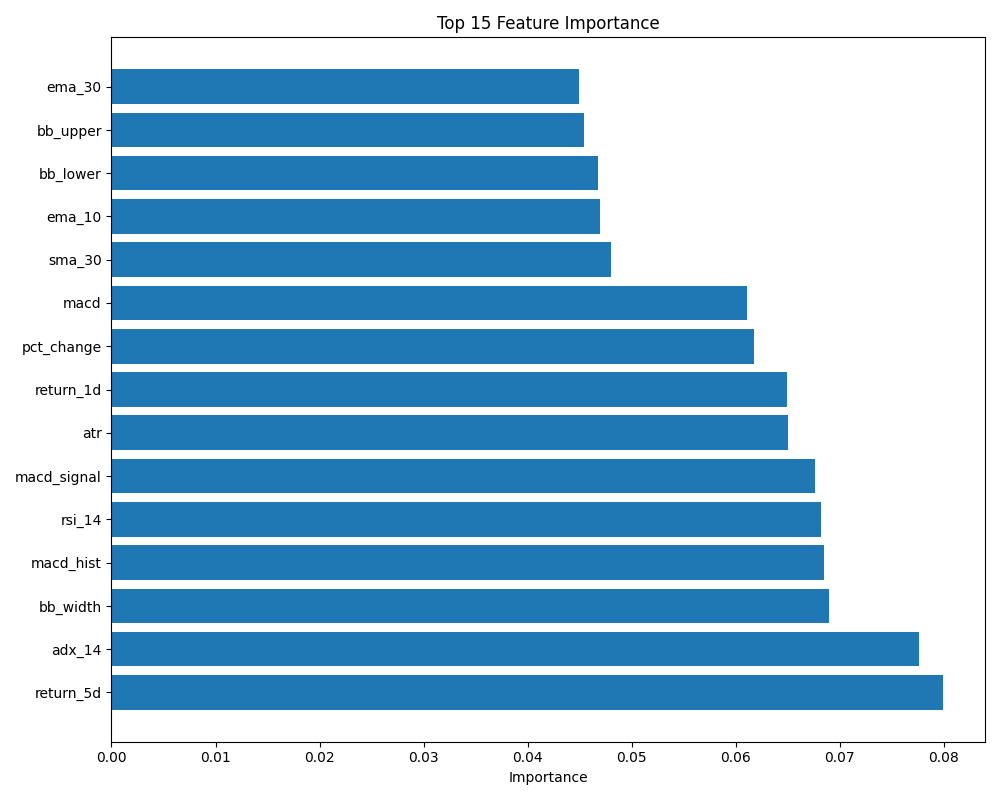 Top 15 Feature Importance
ema_30
bb_upper
bb_lower
ema_10
sma_30
macd
pct_change
return_1d
atr
macd_signal
rsi_14
macd_hist
bb_width
adx_14
return_5d
0.00 0.01 0.02 0.03 0.04 0.05 0.06 0.07 0.08
Importance